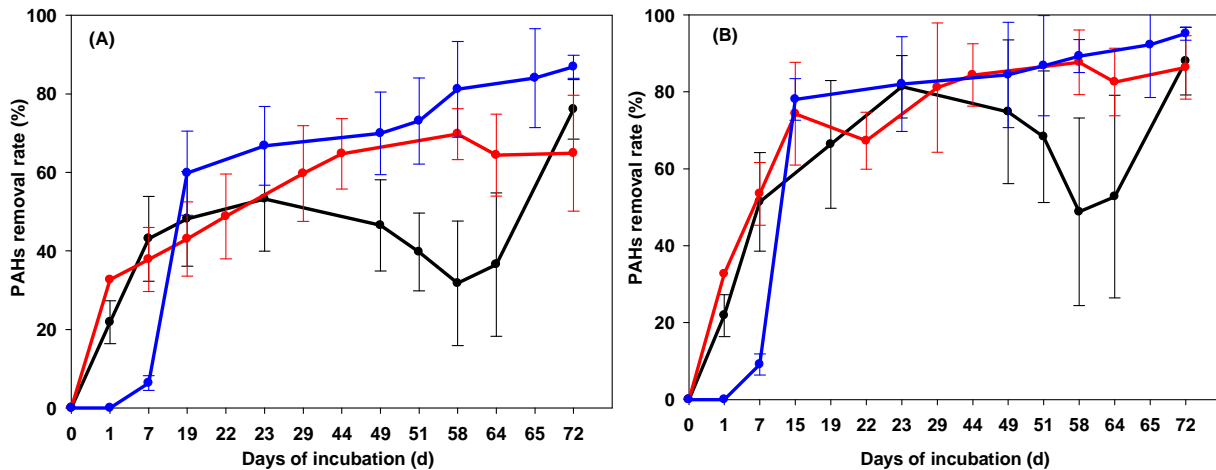 (A)
PAHs removal rate (%)
100
80
60
40
20
0
0 1 7 19 22 23 29 44 49 51 58 64 65 72
Days of incubation (d)
(B)
PAHs removal rate (%)
100
80
60
40
20
0
0 1 7 15 19 22 23 29 44 49 51 58 64 65 72
Days of incubation (d)